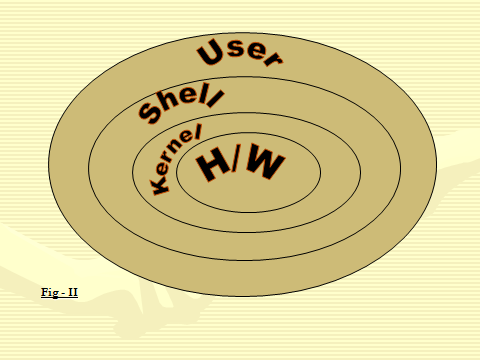 User
Shell
Kernel
H/W
Fig - II